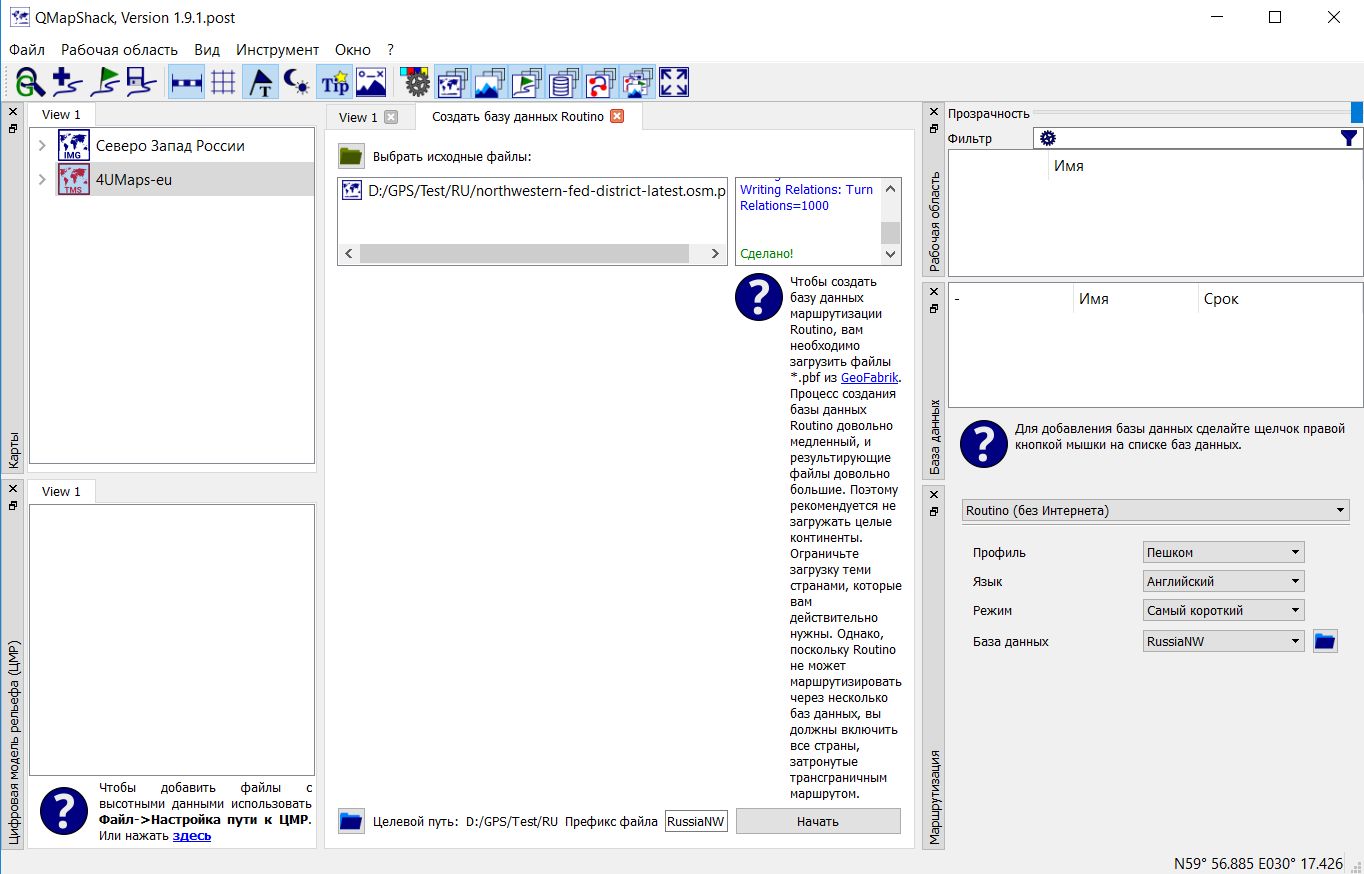 QMapShack, Version 1.9.1.post
Файл Рабочая область Вид Инструмент Окно ?
Tip
View 1
IMG
Северо Запад России
TMS
4UMaps-eu
Карты
View 1
Чтобы добавить файлы с
высотными данными использовать
Файл->Настройка пути к ЦМР.
Или нажать здесь
Цифровая модель рельефа (ЦМР)
View 1
Создать базу данных Routino
Выбрать исходные файлы:
D:/GPS/Test/RU/northwestern-fed-district-latest.osm.p
Writing Relations: Turn
Relations=1000
Сделано!
Чтобы создать
базу данных
маршрутизации
Routino, вам
необходимо
загрузить файлы
*.pbf из GeoFabrik.
Процесс создания
базы данных
Routino довольно
медленный, и
результирующие
файлы довольно
большие. Поэтому
рекомендуется не
загружать целые
континенты.
Ограничьте
загрузку теми
странами, которые
вам
действительно
нужны. Однако,
поскольку Routino
не может
маршрутизировать
через несколько
баз данных, вы
должны включить
все страны,
затронутые
трансграничным
маршрутом.
Целевой путь: D:/GPS/Test/RU Префикс файла RussiaNW Начать
Прозрачность
Фильтр
Имя
Рабочая область
- Имя Срок
Для добавления базы данных сделайте щелчок правой
кнопкой мышки на списке баз данных.
База данных
Routino (без Интернета)
Профиль Пешком
Язык Английский
Режим Самый короткий
База данных RussiaNW
Маршрутизация
N59° 56.885 E030° 17.426